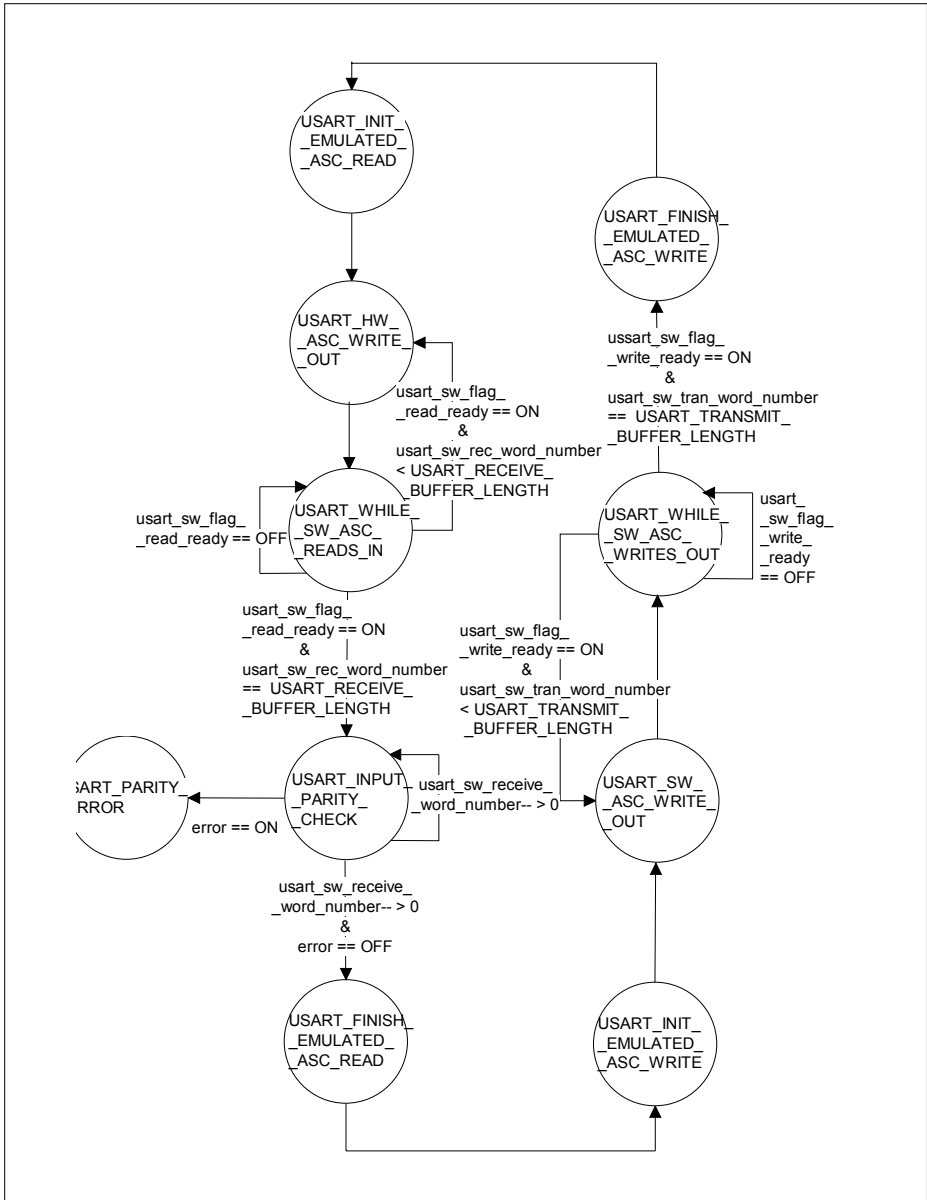 USART_INIT_
_EMULATED_
_ASC_READ
USART_FINISH_
_EMULATED_
_ASC_WRITE
USART_HW_
_ASC_WRITE_
_OUT
ussart_sw_flag_
_write_ready == ON
&
usart_sw_tran_word_number
== USART_TRANSMIT_
_BUFFER_LENGTH
usart_sw_flag_
_read_ready == ON
&
usart_sw_rec_word_number
< USART_RECEIVE_
_BUFFER_LENGTH
usart_sw_flag_
_read_ready == OFF
USART_WHILE_
_SW_ASC_
_READS_IN
USART_WHILE_
_SW_ASC_
_WRITES_OUT
usart_
_sw_flag_
_write_
_ready
== OFF
usart_sw_flag_
_read_ready == ON
&
usart_sw_rec_word_number
== USART_RECEIVE_
_BUFFER_LENGTH
usart_sw_flag_
_write_ready == ON
&
usart_sw_tran_word_number
< USART_TRANSMIT_
_BUFFER_LENGTH
SART_PARITY_
RROR
error == ON
USART_INPUT_
_PARITY_
_CHECK
usart_sw_receive_
_word_number-- > 0
USART_SW_
_ASC_WRITE_
_OUT
usart_sw_receive_
_word_number-- > 0
&
error == OFF
USART_FINISH_
_EMULATED_
_ASC_READ
USART_INIT_
_EMULATED_
_ASC_WRITE